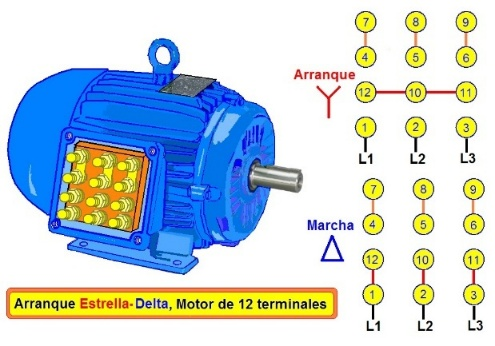 7 8 9
4 5 6
Arranque
12 10 11
1 2 3
L1 L2 L3
7 8 9
Marcha
4 5 6
12 10 11
1 2 3
L1 L2 L3
Arranque Estrella-Delta, Motor de 12 terminales